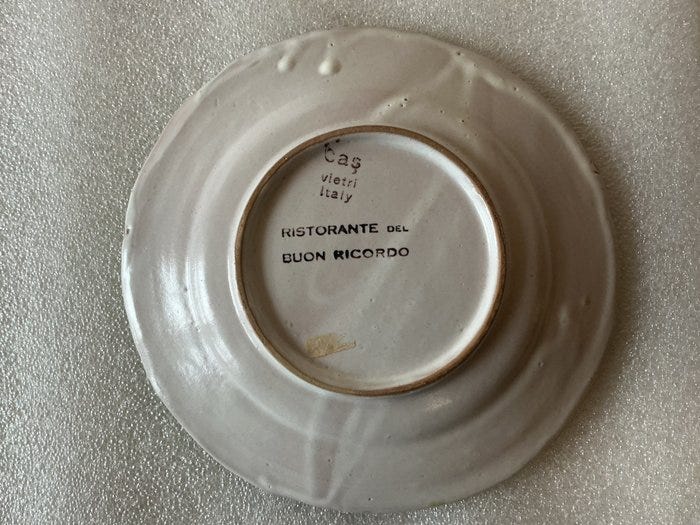 Caş
vietri
italy
RISTORANTE DEL
BUON RICORDO